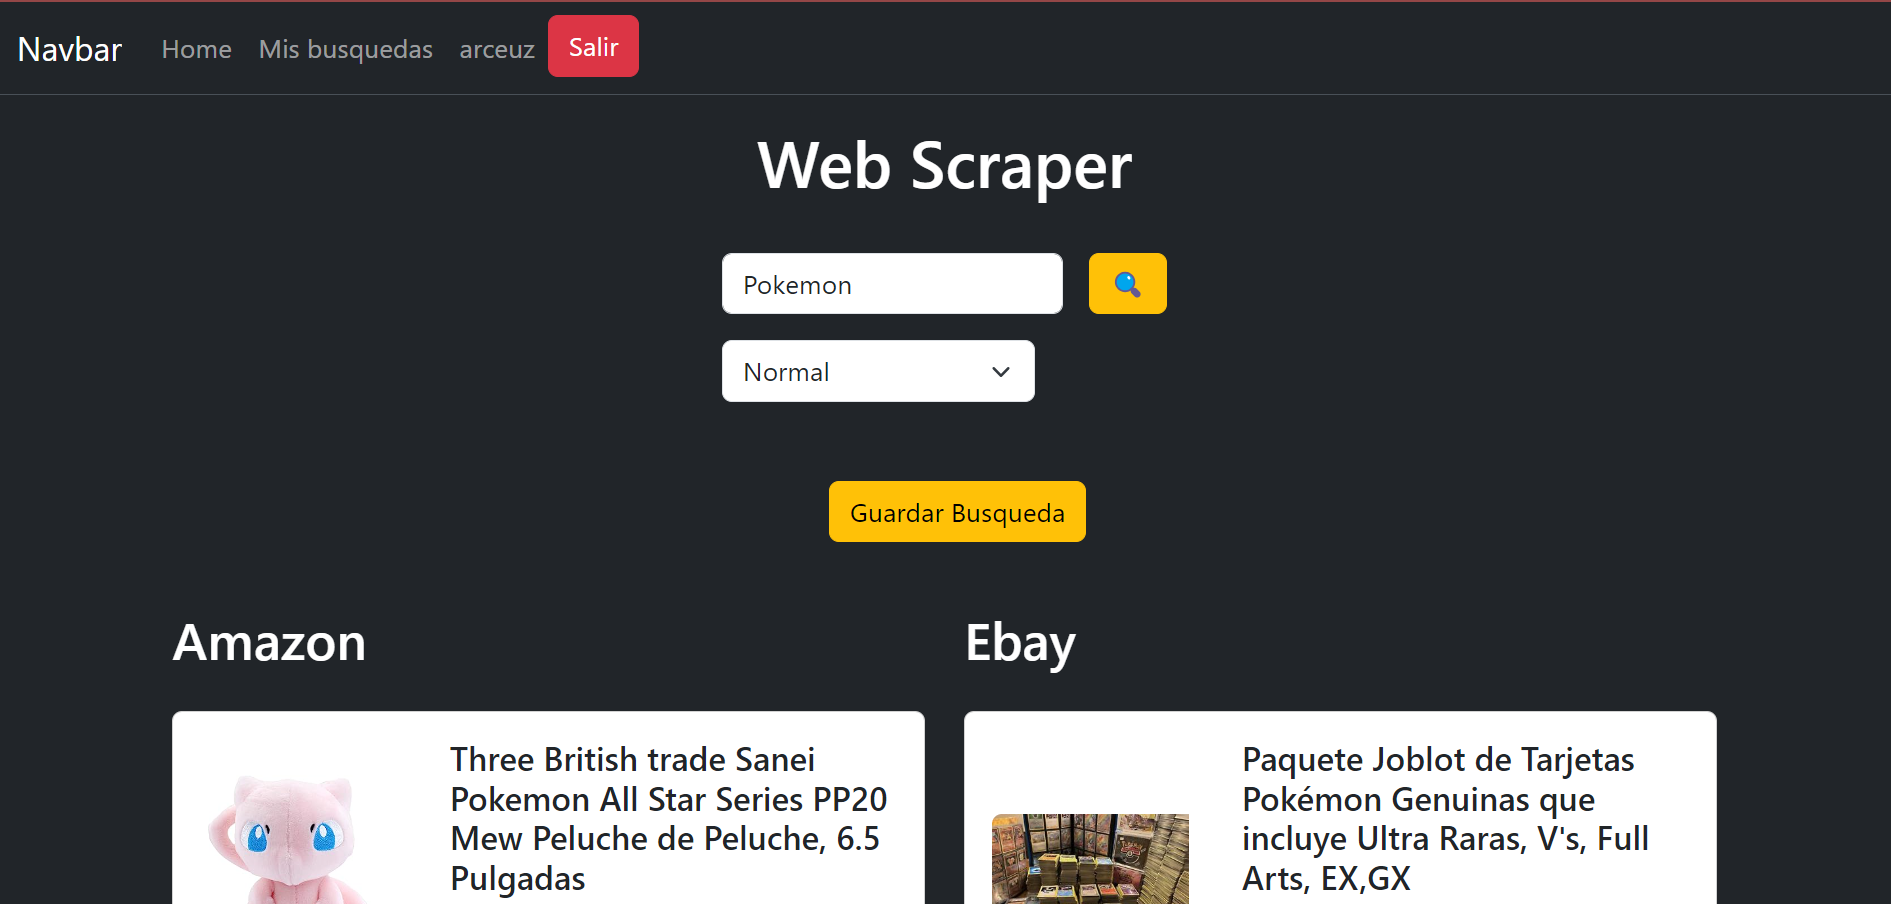 Navbar Home Mis busquedas arceuz Salir
Web Scraper
Pokemon
Normal
Guardar Busqueda
Amazon
Three British trade Sanei
Pokemon All Star Series PP20
Mew Peluche de Peluche, 6.5
Pulgadas
Ebay
Paquete Joblot de Tarjetas
Pokémon Genuinas que
incluye Ultra Raras, V's, Full
Arts, EX,GX